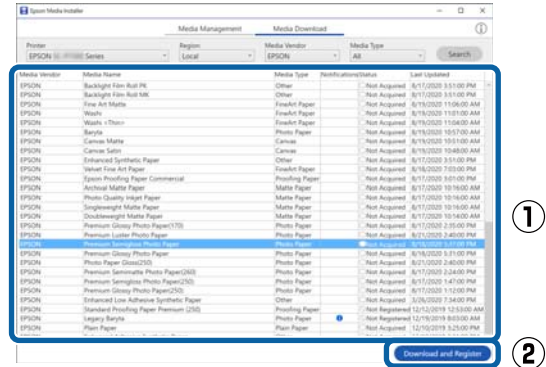 Epson Media Installer
Media Management Media Download
Printer Region Media Vendor Media Type
EPSON Series Local EPSON All Search
Media Vendor Media Name Media Type Notifications Status Last Updated
EPSON Backlight Film Roll PK Other Not Acquired 8/17/2020 3:51:00 PM
EPSON Backlight Film Roll MK Other Not Acquired 8/17/2020 3:51:00 PM
EPSON Fine Art Matte FineArt Paper Not Acquired 8/19/2020 11:06:00 AM
EPSON Washi FineArt Paper Not Acquired 8/19/2020 11:01:00 AM
EPSON Washi <Thin> FineArt Paper Not Acquired 8/19/2020 11:04:00 AM
EPSON Baryta Photo Paper Not Acquired 8/19/2020 10:57:00 AM
EPSON Canvas Matte Canvas Not Acquired 8/19/2020 10:51:00 AM
EPSON Canvas Satin Canvas Not Acquired 8/19/2020 10:48:00 AM
EPSON Enhanced Synthetic Paper Other Not Acquired 8/17/2020 3:51:00 PM
EPSON Velvet Fine Art Paper FineArt Paper Not Acquired 8/18/2020 7:03:00 PM
EPSON Epson Proofing Paper Commercial Proofing Paper Not Acquired 8/17/2020 3:01:00 PM
EPSON Archival Matte Paper Matte Paper Not Acquired 8/17/2020 10:16:00 AM
EPSON Photo Quality Inkjet Paper Matte Paper Not Acquired 8/17/2020 10:16:00 AM
EPSON Singleweight Matte Paper Matte Paper Not Acquired 8/17/2020 10:16:00 AM
EPSON Doubleweight Matte Paper Matte Paper Not Acquired 8/17/2020 10:14:00 AM
EPSON Premium Glossy Photo Paper(170) Photo Paper Not Acquired 8/17/2020 2:35:00 PM
EPSON Premium Luster Photo Paper Photo Paper Not Acquired 8/21/2020 2:40:00 PM
EPSON Premium Semigloss Photo Paper Photo Paper Not Acquired 8/18/2020 5:37:00 PM
EPSON Premium Glossy Photo Paper Photo Paper Not Acquired 8/18/2020 5:31:00 PM
EPSON Photo Paper Gloss(250) Photo Paper Not Acquired 8/21/2020 2:40:00 PM
EPSON Premium Semimatte Photo Paper(260) Photo Paper Not Acquired 8/17/2020 2:24:00 PM
EPSON Premium Semigloss Photo Paper(250) Photo Paper Not Acquired 8/17/2020 1:47:00 PM
EPSON Premium Glossy Photo Paper(250) Photo Paper Not Acquired 8/17/2020 1:12:00 PM
EPSON Enhanced Low Adhesive Synthetic Paper Other Not Acquired 3/26/2020 7:34:00 PM
EPSON Standard Proofing Paper Premium (250) Proofing Paper Not Registered 12/12/2019 12:53:00 AM
EPSON Legacy Baryta Photo Paper Not Registered 12/19/2019 8:03:00 AM
EPSON Plain Paper Plain Paper Not Acquired 12/10/2019 5:25:00 PM
①
Download and Register
②